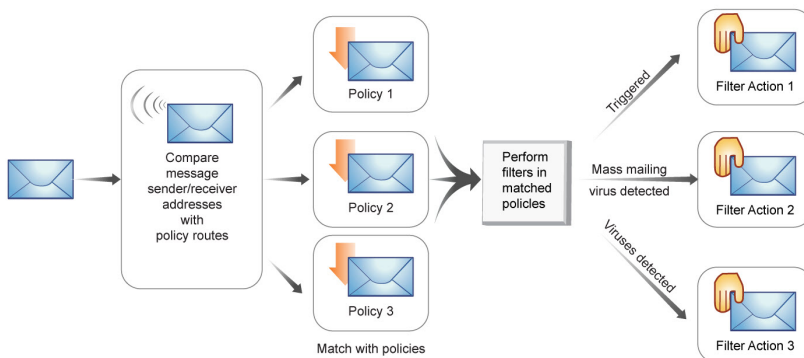 Compare
message
sender/receiver
addresses
with
policy routes
Policy 1
Policy 2
Policy 3
Match with policies
Perform
filters in
matched
policies
Triggered
Mass mailing
virus detected
Viruses detected
Filter Action 1
Filter Action 2
Filter Action 3